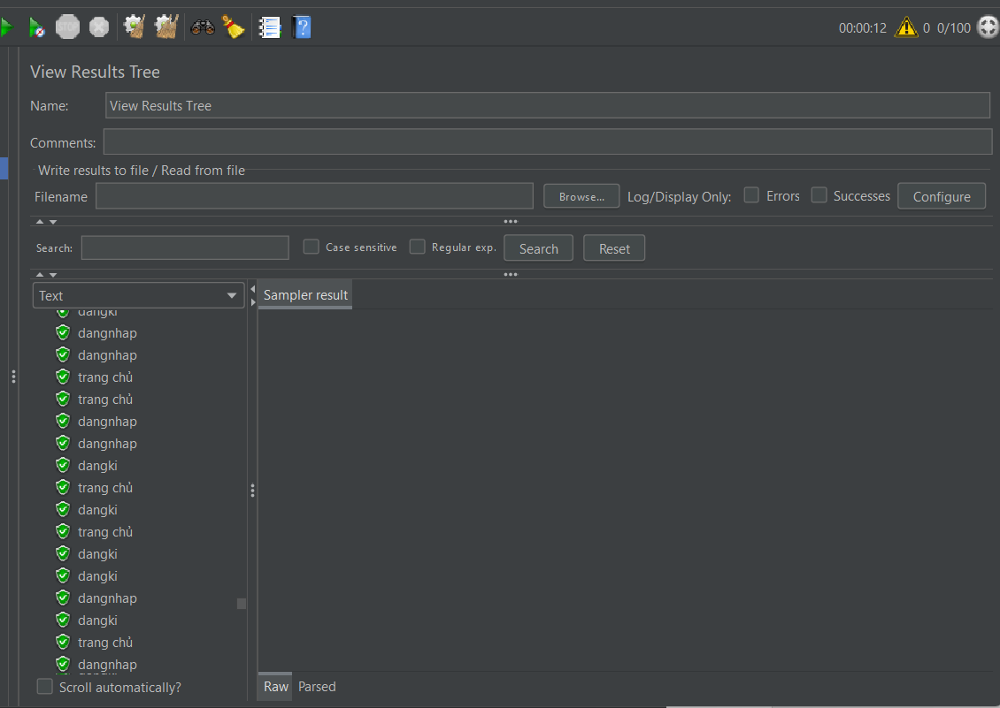 STOP
00:00:12 0 0/100
View Results Tree
Name: View Results Tree
Comments:
Write results to file / Read from file
Filename Browse... Log/Display Only: Errors Successes Configure
Search: Case sensitive Regular exp. Search Reset
Text
Sampler result
dangki
dangnhap
dangnhap
trang chủ
trang chủ
dangnhap
dangnhap
dangki
trang chủ
dangki
trang chủ
dangki
dangki
dangnhap
dangki
trang chủ
dangnhap
Scroll automatically?
Raw Parsed